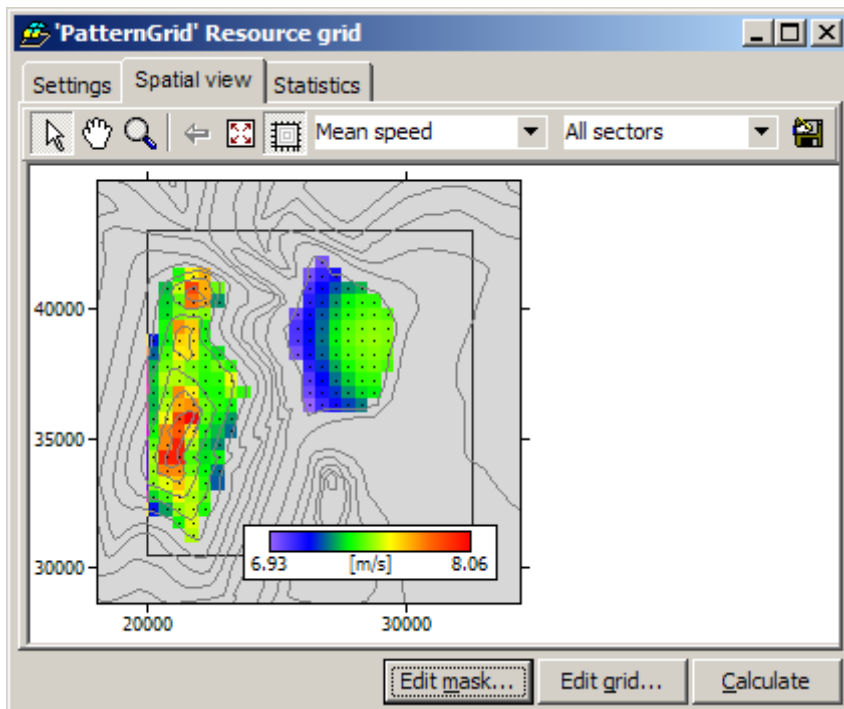 'PatternGrid' Resource grid
Settings Spatial view Statistics
Mean speed All sectors
40000
35000
6.93 [m/s] 8.06
30000
20000 30000
Edit mask... Edit grid... Calculate